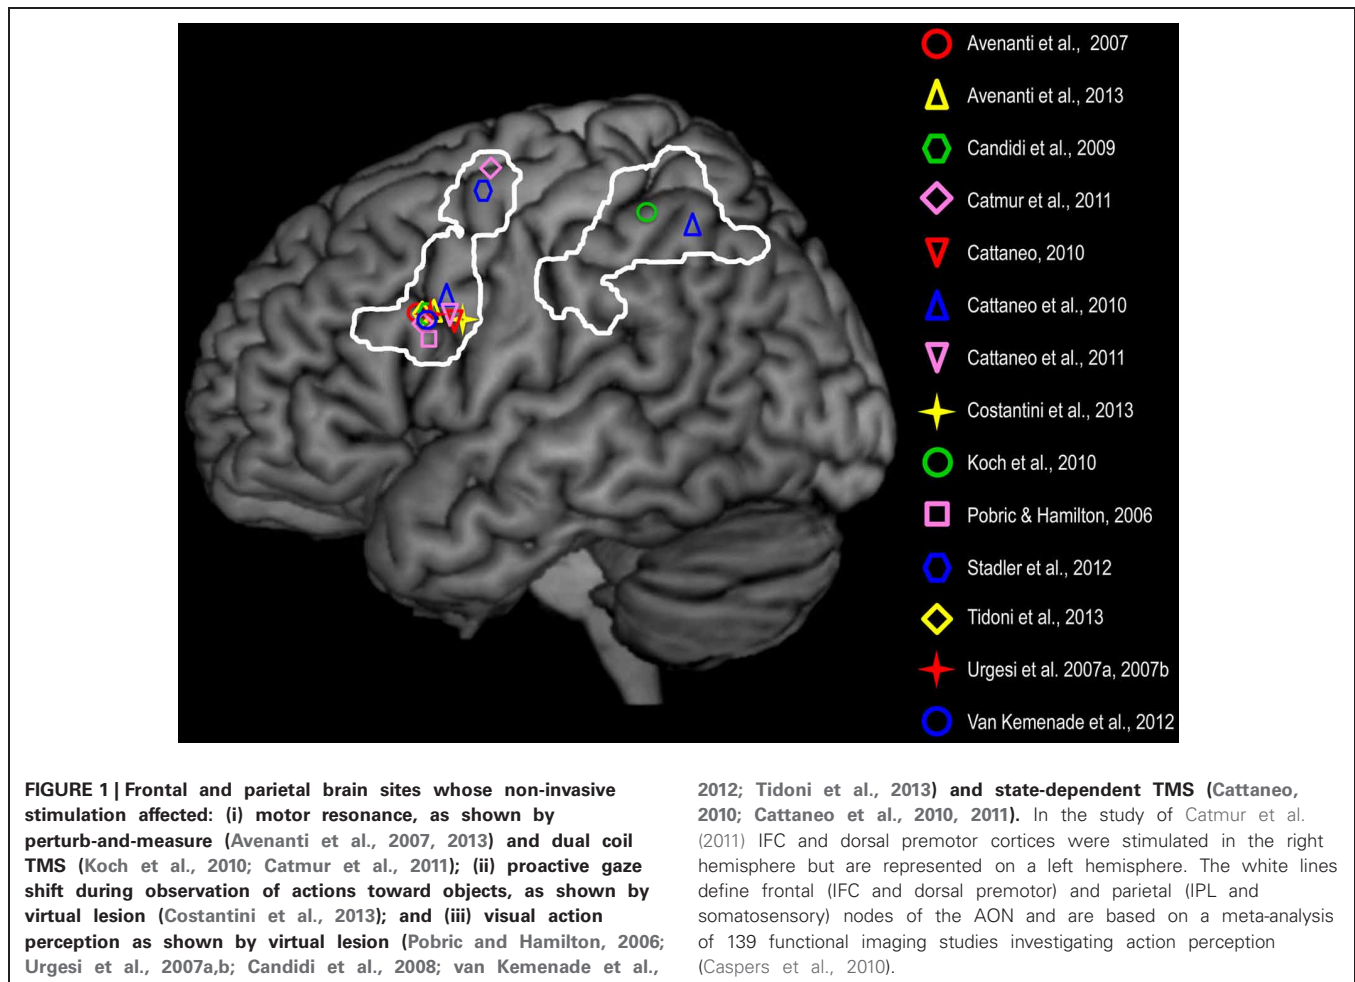 Avenanti et al., 2007
Avenanti et al., 2013
Candidi et al., 2009
Catmur et al., 2011
Cattaneo, 2010
Cattaneo et al., 2010
Cattaneo et al., 2011
Costantini et al., 2013
Koch et al., 2010
Pobric & Hamilton, 2006
Stadler et al., 2012
Tidoni et al., 2013
Urgesi et al. 2007a, 2007b
Van Kemenade et al., 2012
FIGURE 1 | Frontal and parietal brain sites whose non-invasive
stimulation affected: (i) motor resonance, as shown by
perturb-and-measure (Avenanti et al., 2007, 2013) and dual coil
TMS (Koch et al., 2010; Catmur et al., 2011); (ii) proactive gaze
shift during observation of actions toward objects, as shown by
virtual lesion (Costantini et al., 2013); and (iii) visual action
perception as shown by virtual lesion (Pobric and Hamilton, 2006;
Urgesi et al., 2007a,b; Candidi et al., 2008; van Kemenade et al.,
2012; Tidoni et al., 2013) and state-dependent TMS (Cattaneo,
2010; Cattaneo et al., 2010, 2011). In the study of Catmur et al.
(2011) IFC and dorsal premotor cortices were stimulated in the right
hemisphere but are represented on a left hemisphere. The white lines
define frontal (IFC and dorsal premotor) and parietal (IPL and
somatosensory) nodes of the AON and are based on a meta-analysis
of 139 functional imaging studies investigating action perception
(Caspers et al., 2010).